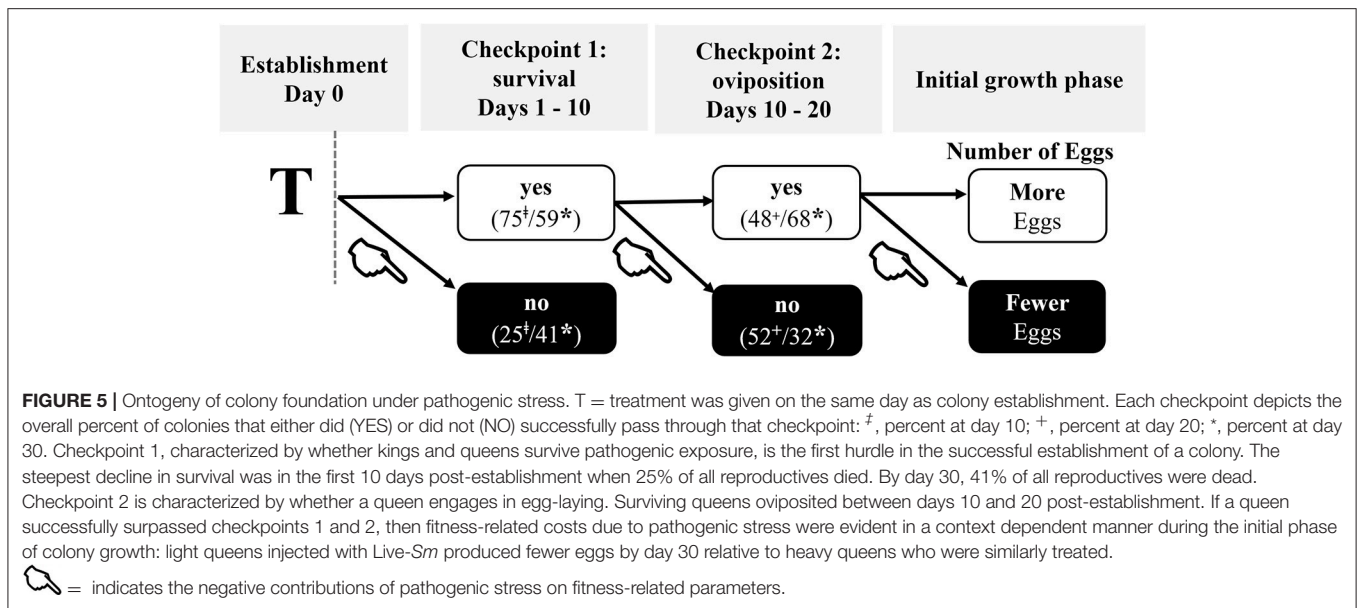 Establishment
Day 0
Checkpoint 1:
survival
Days 1 - 10
Checkpoint 2:
oviposition
Days 10 - 20
Initial growth phase
Number of Eggs
T
yes
(75‡/59*)
yes
(48+/68*)
More
Eggs
no
(25‡/41*)
no
(52+/32*)
Fewer
Eggs
FIGURE 5 | Ontogeny of colony foundation under pathogenic stress. T = treatment was given on the same day as colony establishment. Each checkpoint depicts the
overall percent of colonies that either did (YES) or did not (NO) successfully pass through that checkpoint: ‡, percent at day 10; +, percent at day 20; *, percent at day
30. Checkpoint 1, characterized by whether kings and queens survive pathogenic exposure, is the first hurdle in the successful establishment of a colony. The
steepest decline in survival was in the first 10 days post-establishment when 25% of all reproductives died. By day 30, 41% of all reproductives were dead.
Checkpoint 2 is characterized by whether a queen engages in egg-laying. Surviving queens oviposited between days 10 and 20 post-establishment. If a queen
successfully surpassed checkpoints 1 and 2, then fitness-related costs due to pathogenic stress were evident in a context dependent manner during the initial phase
of colony growth: light queens injected with Live-Sm produced fewer eggs by day 30 relative to heavy queens who were similarly treated.
= indicates the negative contributions of pathogenic stress on fitness-related parameters.